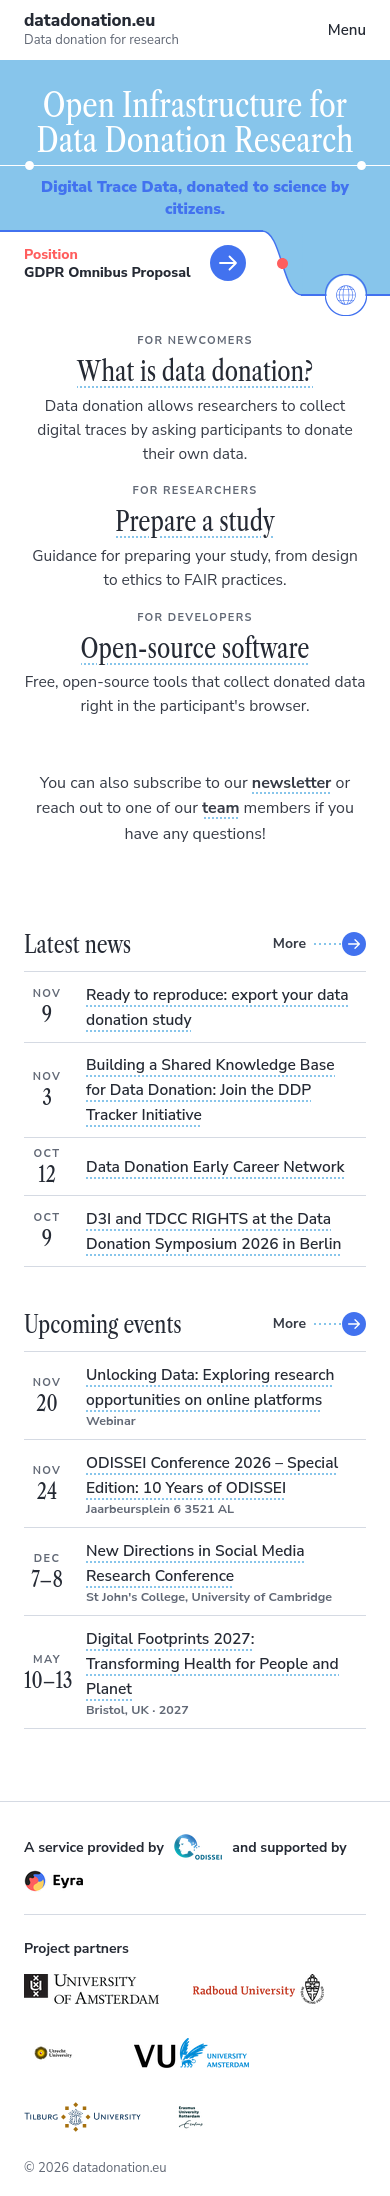 datadonation.eu
Data donation for research
Menu
Open Infrastructure for
Data Donation Research
Digital Trace Data, donated to science by
citizens.
Position
GDPR Omnibus Proposal
FOR NEWCOMERS
What is data donation?
Data donation allows researchers to collect
digital traces by asking participants to donate
their own data.
FOR RESEARCHERS
Prepare a study
Guidance for preparing your study, from design
to ethics to FAIR practices.
FOR DEVELOPERS
Open-source software
Free, open-source tools that collect donated data
right in the participant's browser.
You can also subscribe to our newsletter or
reach out to one of our team members if you
have any questions!
Latest news
More
NOV
9
Ready to reproduce: export your data
donation study
NOV
3
Building a Shared Knowledge Base
for Data Donation: Join the DDP
Tracker Initiative
OCT
12
Data Donation Early Career Network
OCT
9
D3I and TDCC RIGHTS at the Data
Donation Symposium 2026 in Berlin
Upcoming events
More
NOV
20
Unlocking Data: Exploring research
opportunities on online platforms
Webinar
NOV
24
ODISSEI Conference 2026 – Special
Edition: 10 Years of ODISSEI
Jaarbeursplein 6 3521 AL
DEC
7–8
New Directions in Social Media
Research Conference
St John's College, University of Cambridge
MAY
10–13
Digital Footprints 2027:
Transforming Health for People and
Planet
Bristol, UK · 2027
A service provided by
ODISSEI
and supported by
Eyra
Project partners
UNIVERSITY
OF AMSTERDAM
Radboud University
Utrecht
University
VU
UNIVERSITY
AMSTERDAM
TILBURG UNIVERSITY
Erasmus
University
Rotterdam
Erasmus
© 2026 datadonation.eu